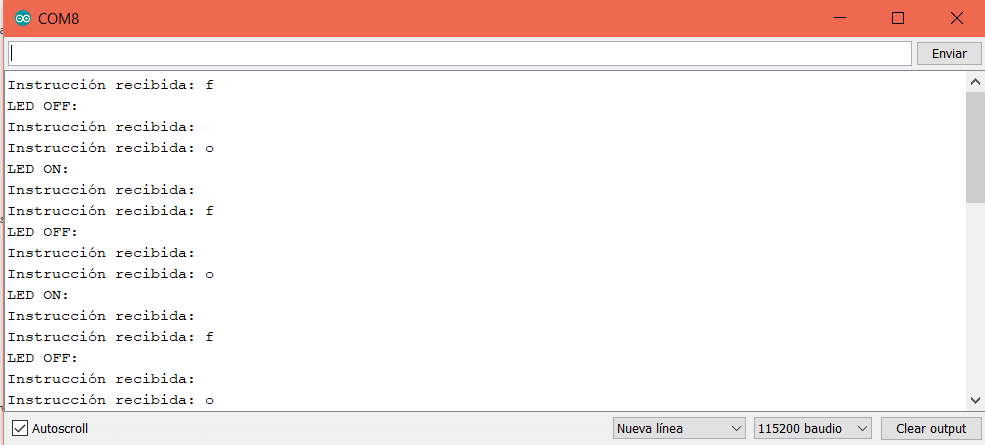 COM8
Enviar
Instrucción recibida: f
LED OFF:
Instrucción recibida:
Instrucción recibida: o
LED ON:
Instrucción recibida:
Instrucción recibida: f
LED OFF:
Instrucción recibida:
Instrucción recibida: o
LED ON:
Instrucción recibida:
Instrucción recibida: f
LED OFF:
Instrucción recibida:
Instrucción recibida: o
Autoscroll Nueva línea 115200 baudio Clear output